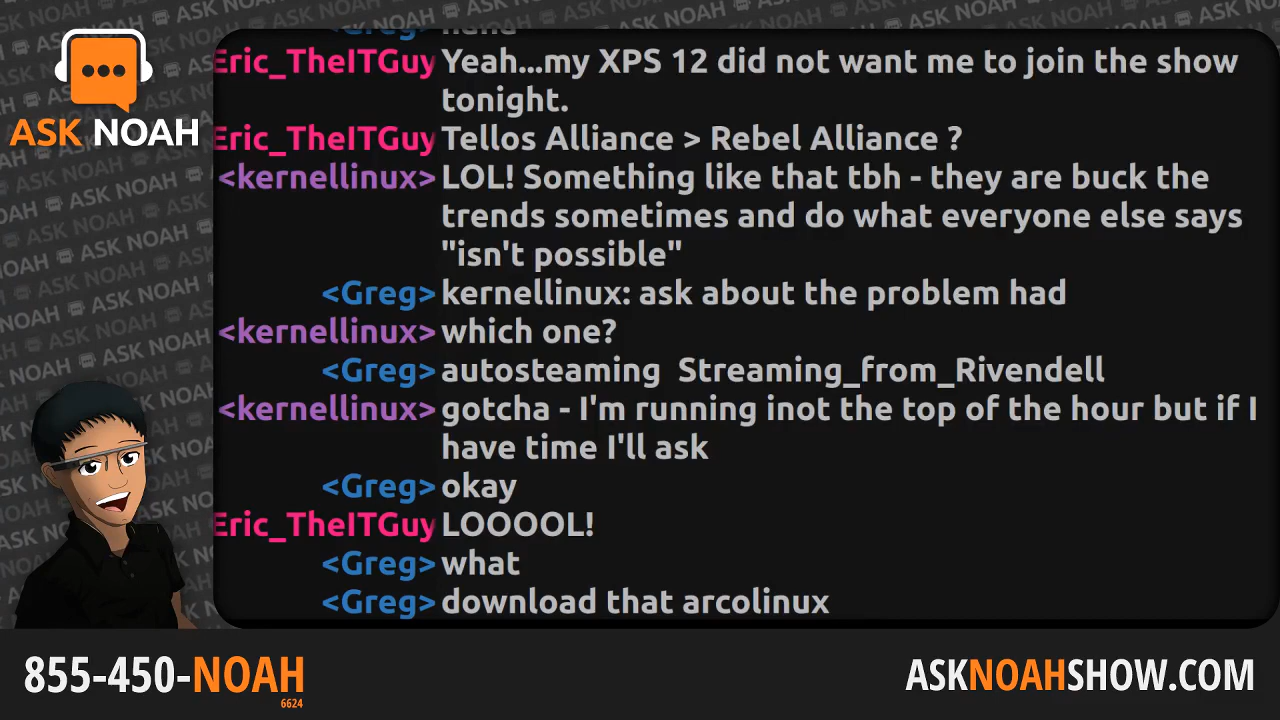 ASK NOAH
haha
Eric_TheITGuy Yeah...my XPS 12 did not want me to join the show
tonight.
Eric_TheITGuy Tellos Alliance > Rebel Alliance ?
<kernellinux> LOL! Something like that tbh - they are buck the
trends sometimes and do what everyone else says
"isn't possible"
<Greg> kernellinux: ask about the problem had
<kernellinux> which one?
<Greg> autosteaming  Streaming_from_Rivendell
<kernellinux> gotcha - I'm running inot the top of the hour but if I
have time I'll ask
<Greg> okay
Eric_TheITGuy LOOOOL!
<Greg> what
<Greg> download that arcolinux
855-450-NOAH
6624
ASKNOAHSHOW.COM